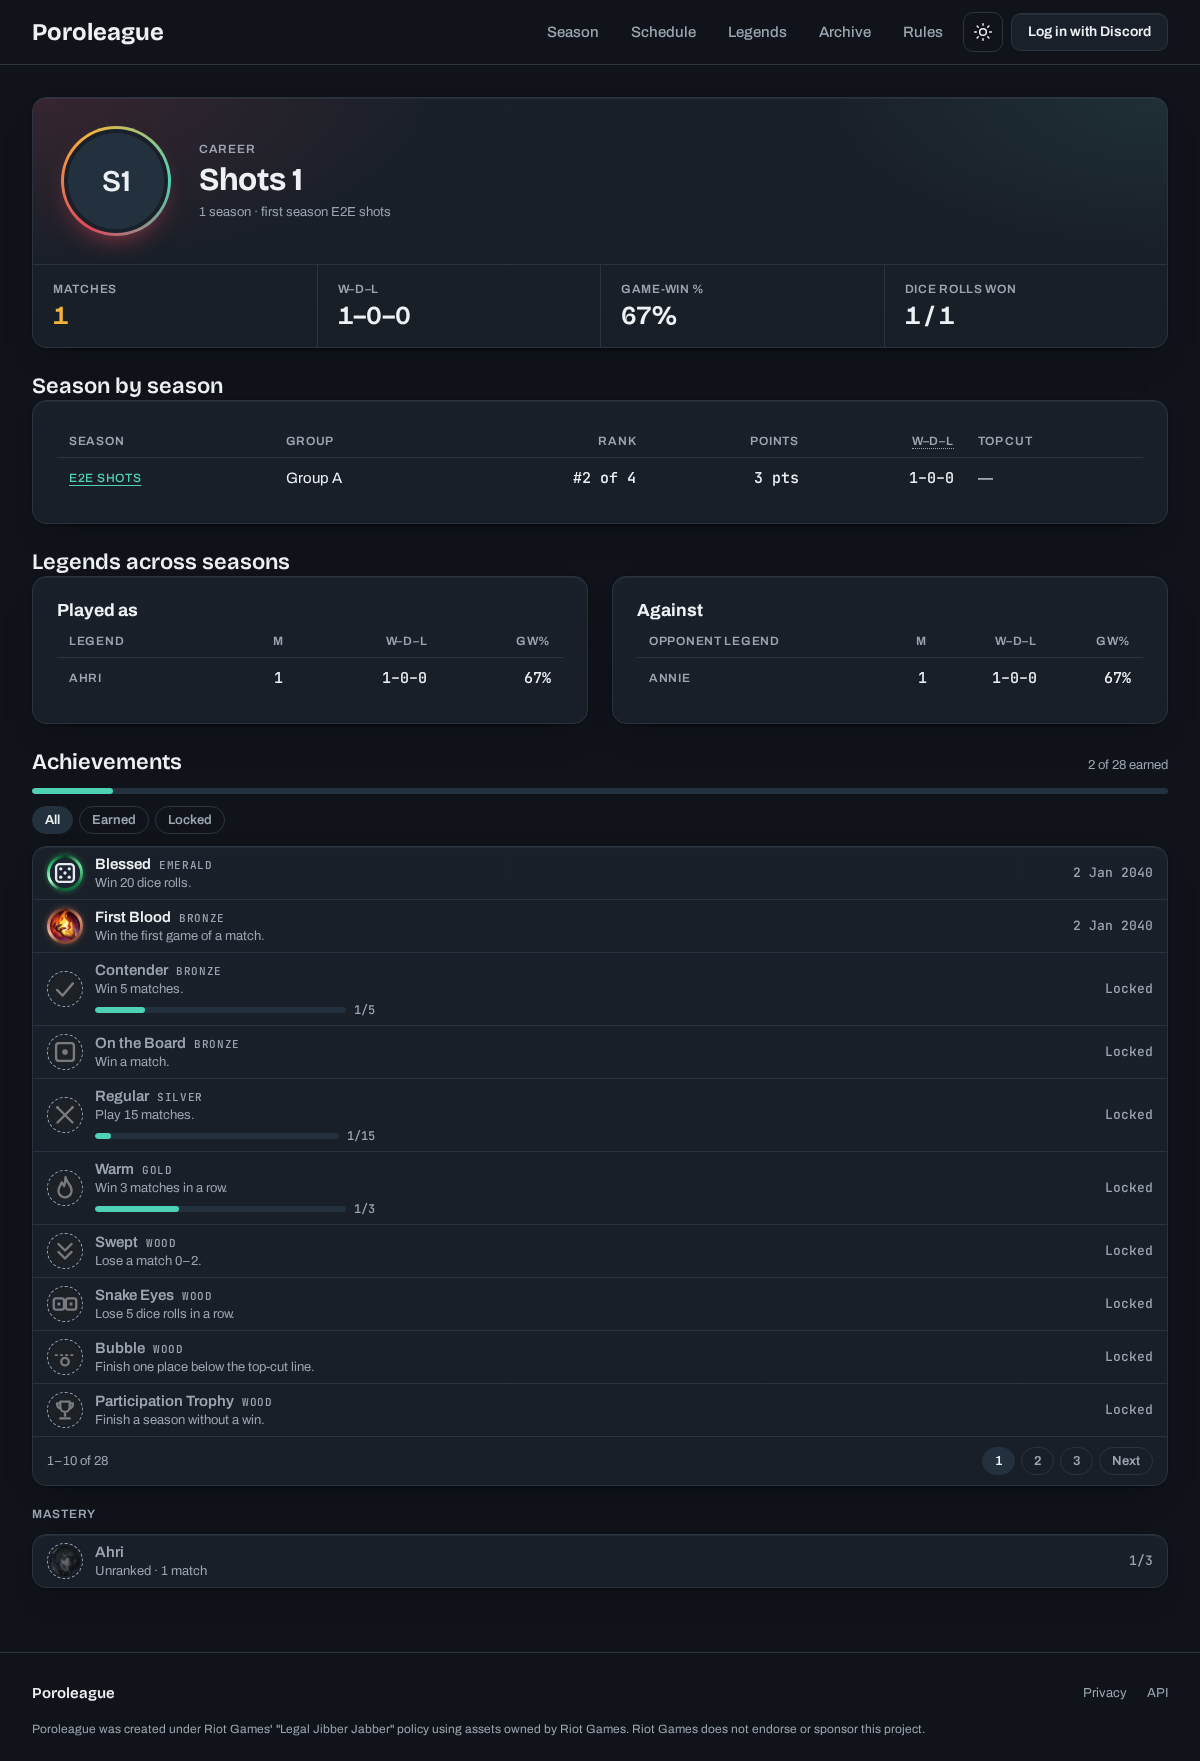 Poroleague
Season Schedule Legends Archive Rules Log in with Discord
S1
CAREER
Shots 1
1 season · first season E2E shots
MATCHES W–D–L GAME-WIN % DICE ROLLS WON
1 1–0–0 67% 1 / 1
Season by season
SEASON GROUP RANK POINTS W–D–L TOP CUT
E2E SHOTS Group A #2 of 4 3 pts 1–0–0 —
Legends across seasons
Played as
LEGEND M W–D–L GW%
AHRI 1 1–0–0 67%
Against
OPPONENT LEGEND M W–D–L GW%
ANNIE 1 1–0–0 67%
Achievements 2 of 28 earned
All Earned Locked
Blessed EMERALD
Win 20 dice rolls.
2 Jan 2040
First Blood BRONZE
Win the first game of a match.
2 Jan 2040
Contender BRONZE
Win 5 matches.
1/5
Locked
On the Board BRONZE
Win a match.
Locked
Regular SILVER
Play 15 matches.
1/15
Locked
Warm GOLD
Win 3 matches in a row.
1/3
Locked
Swept WOOD
Lose a match 0–2.
Locked
Snake Eyes WOOD
Lose 5 dice rolls in a row.
Locked
Bubble WOOD
Finish one place below the top-cut line.
Locked
Participation Trophy WOOD
Finish a season without a win.
Locked
1–10 of 28 1 2 3 Next
MASTERY
Ahri
Unranked · 1 match
1/3
Poroleague Privacy API
Poroleague was created under Riot Games' "Legal Jibber Jabber" policy using assets owned by Riot Games. Riot Games does not endorse or sponsor this project.